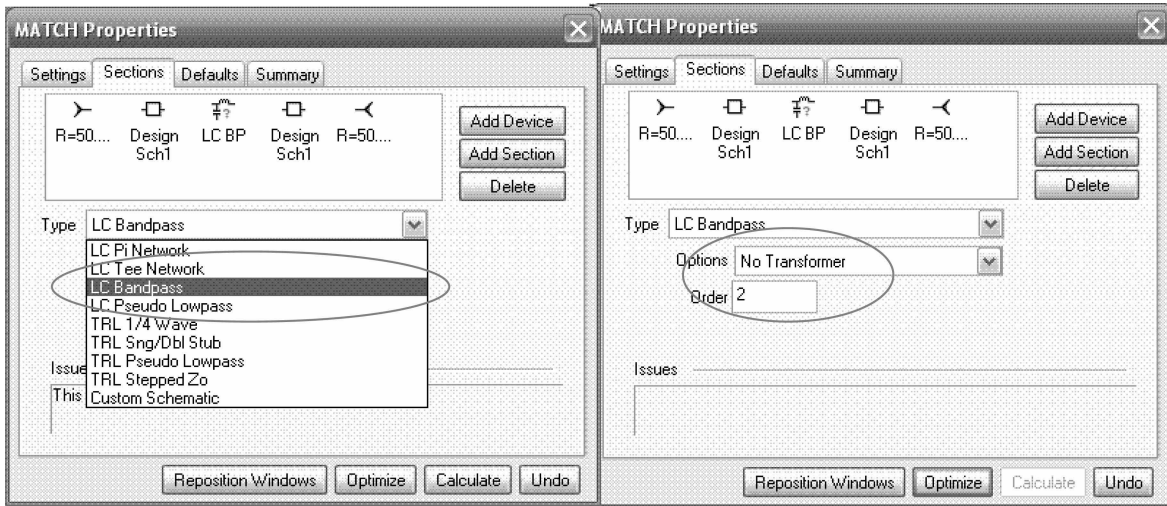 MATCH Properties
Settings Sections Defaults Summary
R=50.... Design Sch1 LC BP Design Sch1 R=50....
Add Device
Add Section
Delete
Type LC Bandpass
LC Pi Network
LC Tee Network
LC Bandpass
LC Pseudo Lowpass
TRL 1/4 Wave
TRL Sng/Dbl Stub
TRL Pseudo Lowpass
TRL Stepped Zo
Custom Schematic
Issue
This
Reposition Windows Optimize Calculate Undo
MATCH Properties
Settings Sections Defaults Summary
R=50.... Design Sch1 LC BP Design Sch1 R=50....
Add Device
Add Section
Delete
Type LC Bandpass
Options No Transformer
Order 2
Issues
Reposition Windows Optimize Calculate Undo